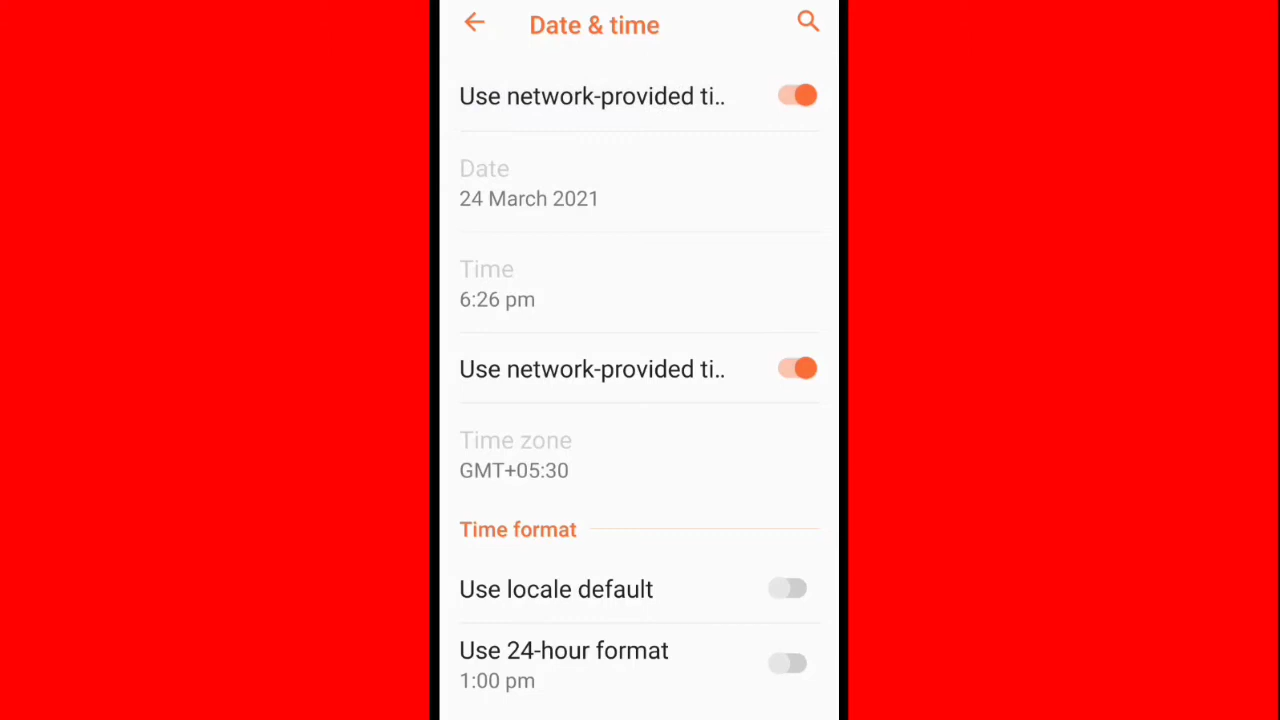 Date & time
Use network-provided ti..
Date
24 March 2021
Time
6:26 pm
Use network-provided ti..
Time zone
GMT+05:30
Time format
Use locale default
Use 24-hour format
1:00 pm